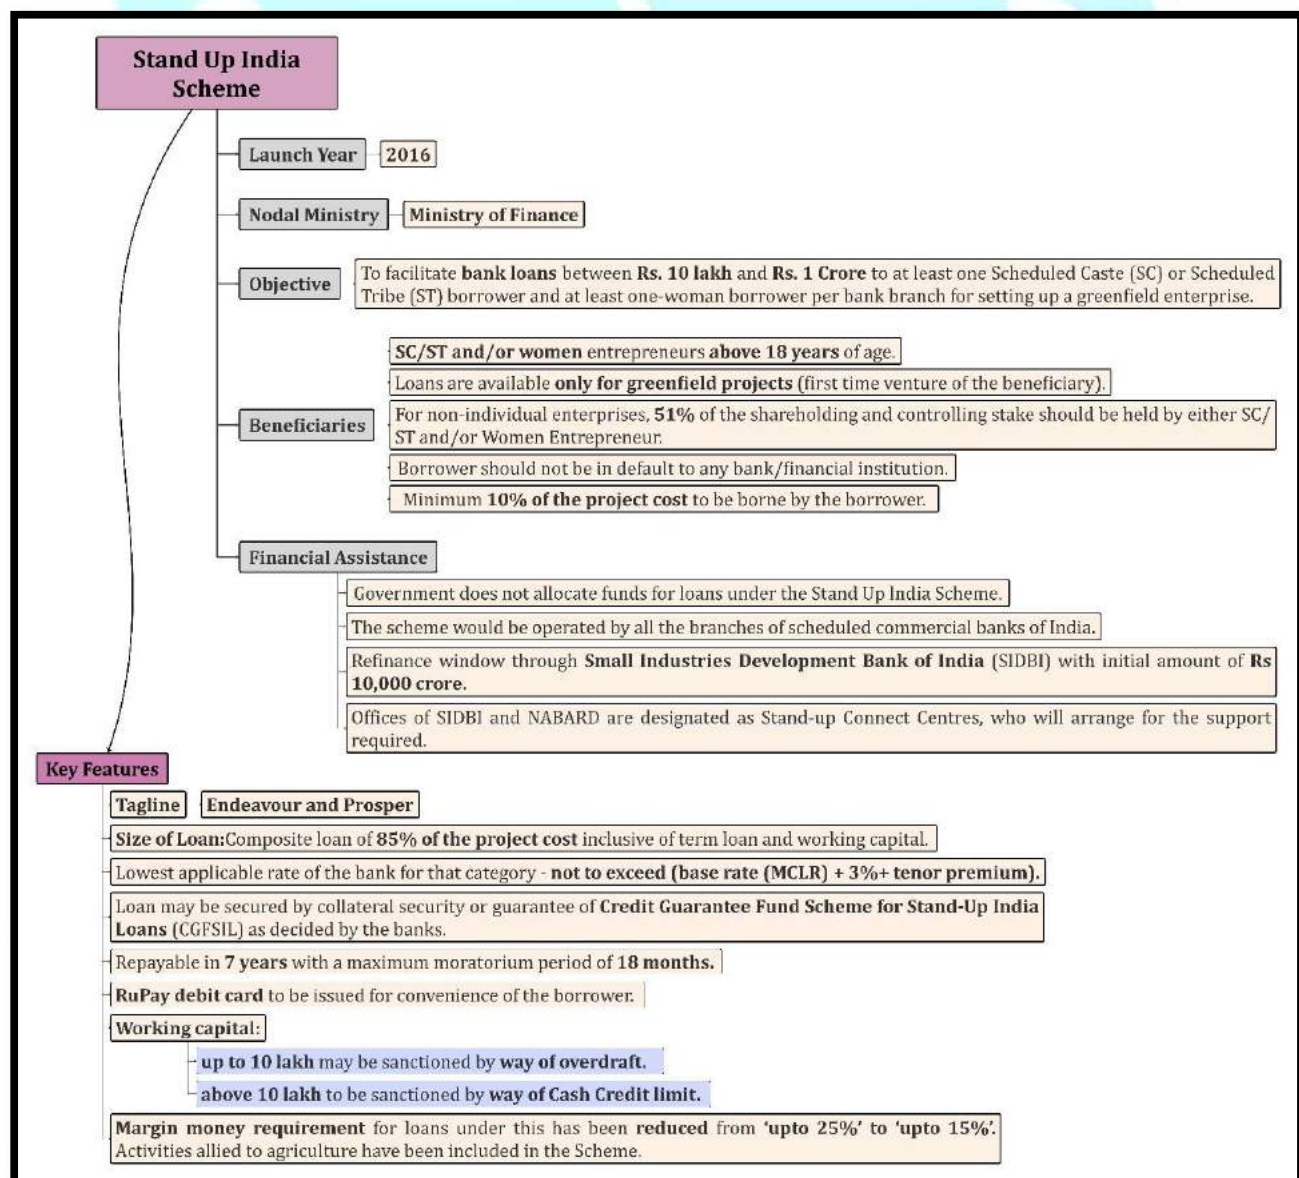 Stand Up India
Scheme
Launch Year
2016
Nodal Ministry
Ministry of Finance
Objective
To facilitate bank loans between Rs. 10 lakh and Rs. 1 Crore to at least one Scheduled Caste (SC) or Scheduled
Tribe (ST) borrower and at least one-woman borrower per bank branch for setting up a greenfield enterprise.
Beneficiaries
SC/ST and/or women entrepreneurs above 18 years of age.
Loans are available only for greenfield projects (first time venture of the beneficiary).
For non-individual enterprises, 51% of the shareholding and controlling stake should be held by either SC/
ST and/or Women Entrepreneur.
Borrower should not be in default to any bank/financial institution.
Minimum 10% of the project cost to be borne by the borrower.
Financial Assistance
Government does not allocate funds for loans under the Stand Up India Scheme.
The scheme would be operated by all the branches of scheduled commercial banks of India.
Refinance window through Small Industries Development Bank of India (SIDBI) with initial amount of Rs
10,000 crore.
Offices of SIDBI and NABARD are designated as Stand-up Connect Centres, who will arrange for the support
required.
Key Features
Tagline
Endeavour and Prosper
Size of Loan:Composite loan of 85% of the project cost inclusive of term loan and working capital.
Lowest applicable rate of the bank for that category - not to exceed (base rate (MCLR) + 3%+ tenor premium).
Loan may be secured by collateral security or guarantee of Credit Guarantee Fund Scheme for Stand-Up India
Loans (CGFSIL) as decided by the banks.
Repayable in 7 years with a maximum moratorium period of 18 months.
RuPay debit card to be issued for convenience of the borrower.
Working capital:
up to 10 lakh may be sanctioned by way of overdraft.
above 10 lakh to be sanctioned by way of Cash Credit limit.
Margin money requirement for loans under this has been reduced from ‘upto 25%’ to ‘upto 15%’.
Activities allied to agriculture have been included in the Scheme.